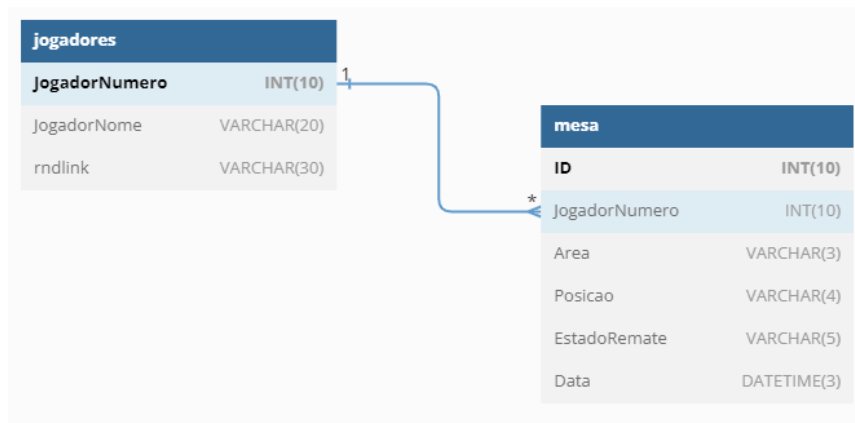 jogadores
JogadorNumero INT(10)
JogadorNome VARCHAR(20)
rndlink VARCHAR(30)
1
*
mesa
ID INT(10)
JogadorNumero INT(10)
Area VARCHAR(3)
Posicao VARCHAR(4)
EstadoRemate VARCHAR(5)
Data DATETIME(3)